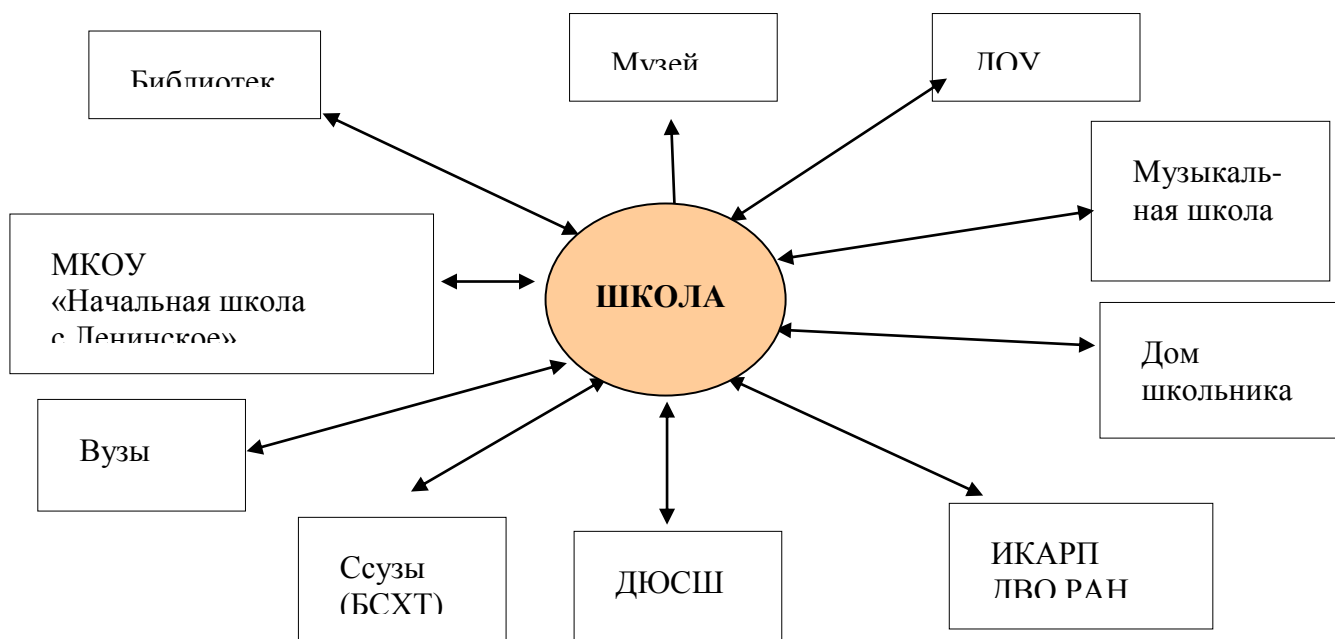 Библиотек
Музей
ДОУ
Музыкаль-
ная школа
МКОУ
«Начальная школа
с Ленинское»
ШКОЛА
Дом
школьника
Вузы
Ссузы
(БСХТ)
ДЮСШ
ИКАРП
ДВО РАН